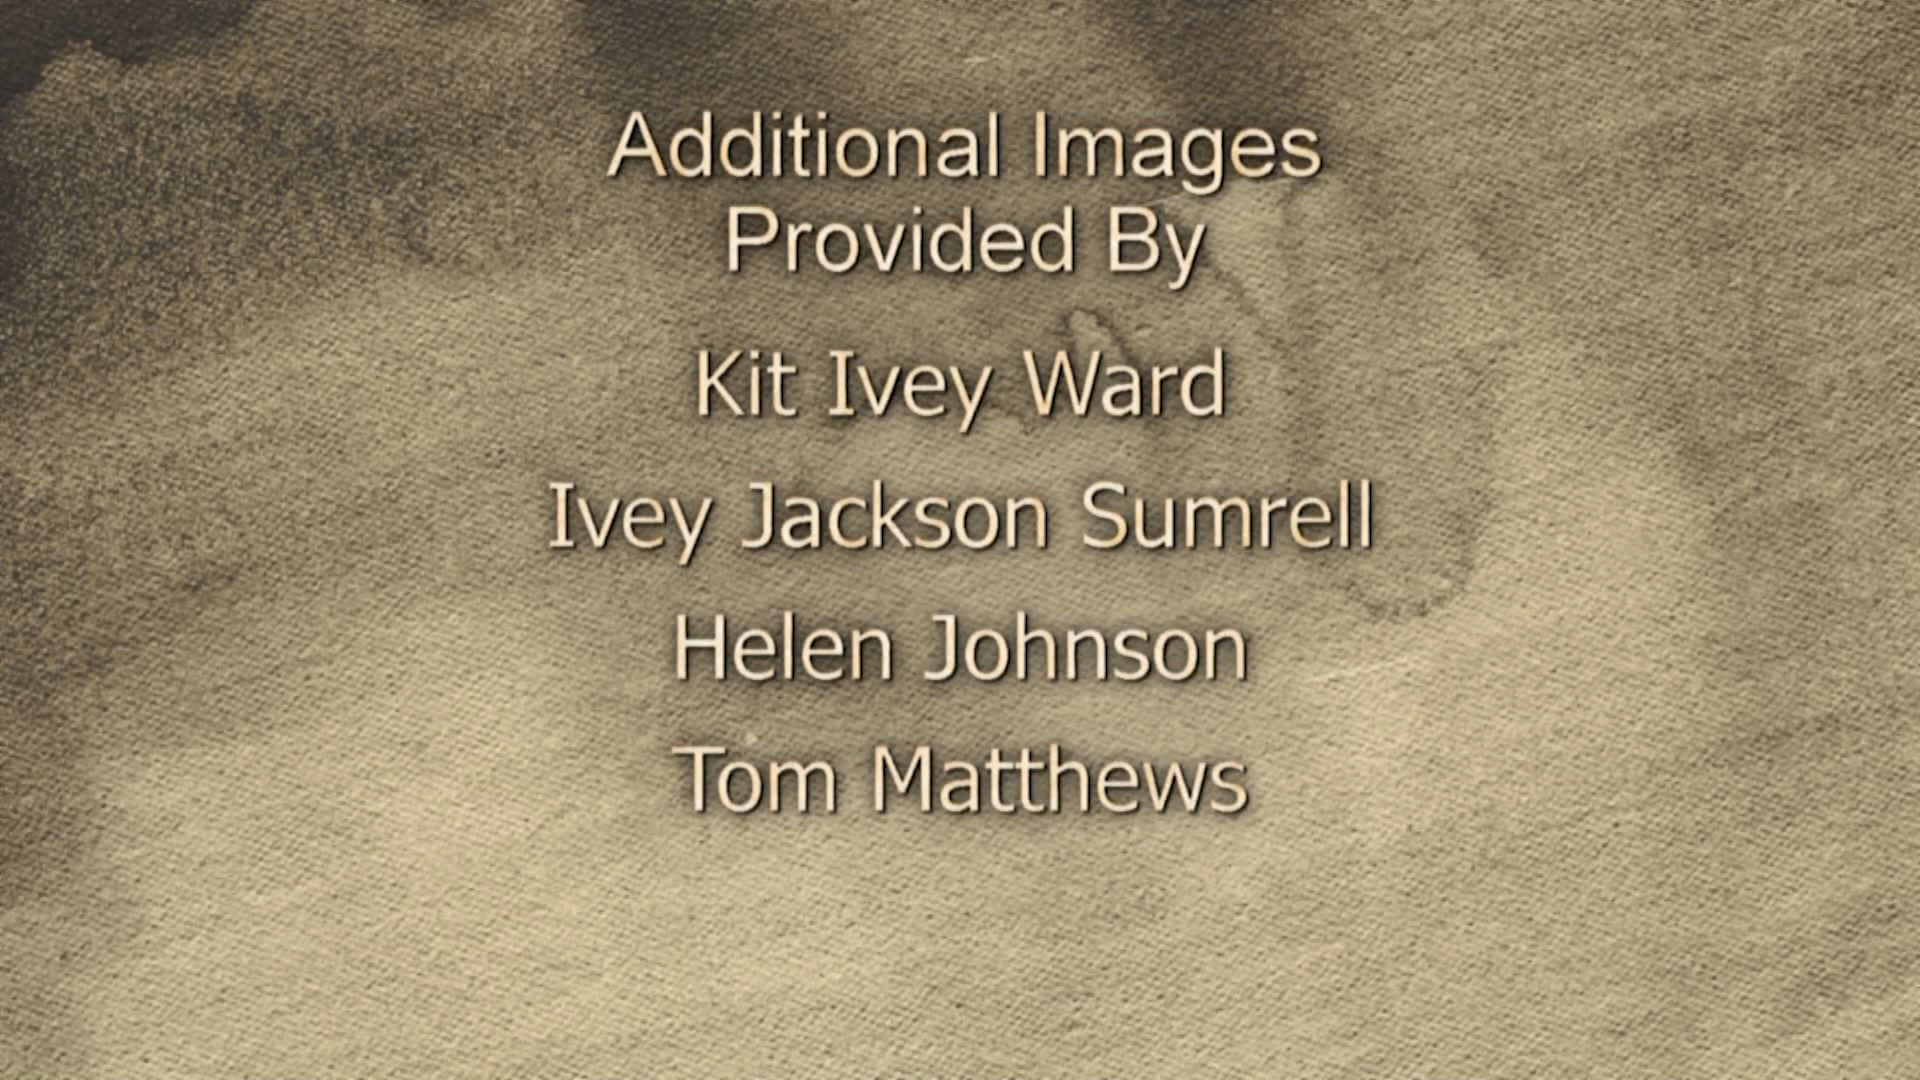 Additional Images
Provided By
Kit Ivey Ward
Ivey Jackson Sumrell
Helen Johnson
Tom Matthews